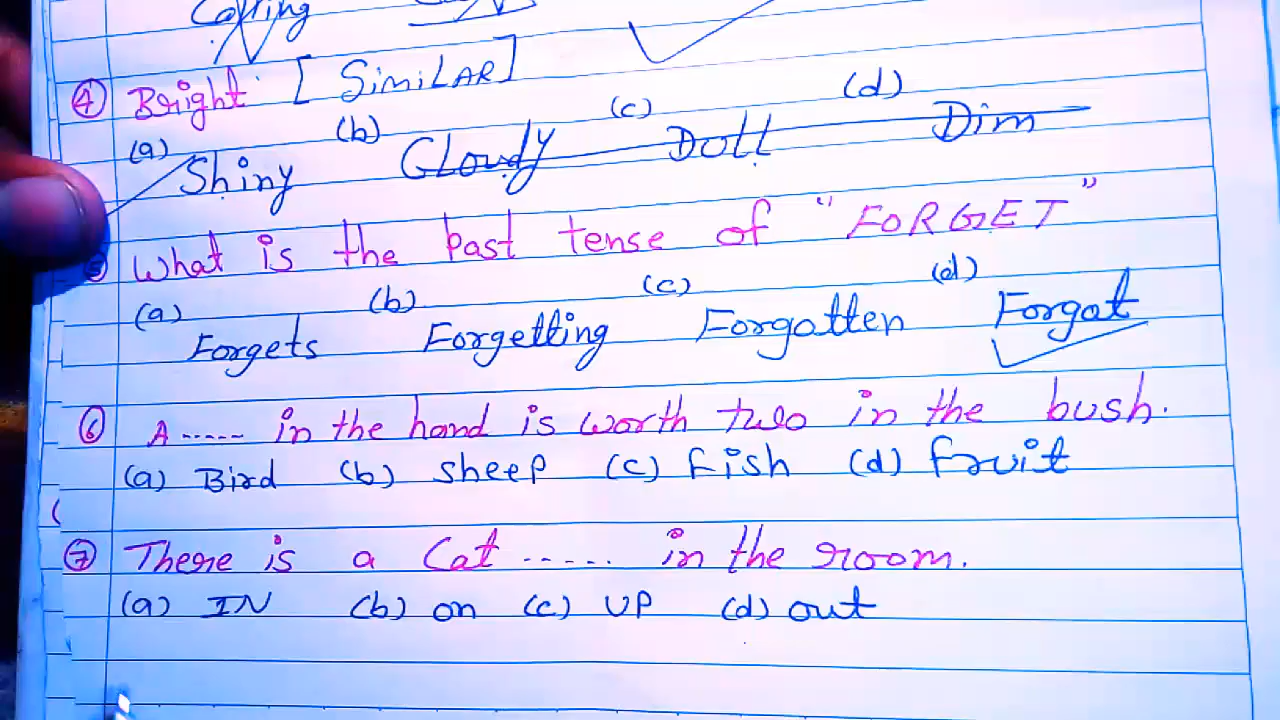 ④ Bright [SimiLAR]
(a) Shiny (b) Cloudy (c) Dull (d) Dim
⑤ What is the past tense of "FORGET"
(a) Forgets (b) Forgetting (c) Forgotten (d) Forgot
⑥ A ..... in the hand is worth two in the bush.
(a) Bird (b) sheep (c) fish (d) fruit
⑦ There is a Cat ..... in the room.
(a) IN (b) on (c) UP (d) out